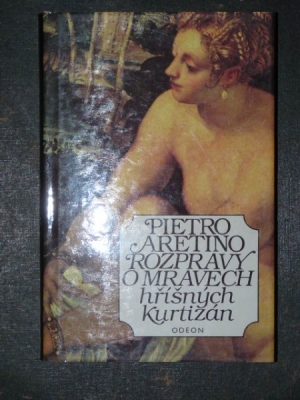 PIETRO
ARETINO
ROZPRAVY
O MRAVECH
hříšných
Kurtizán
ODEON